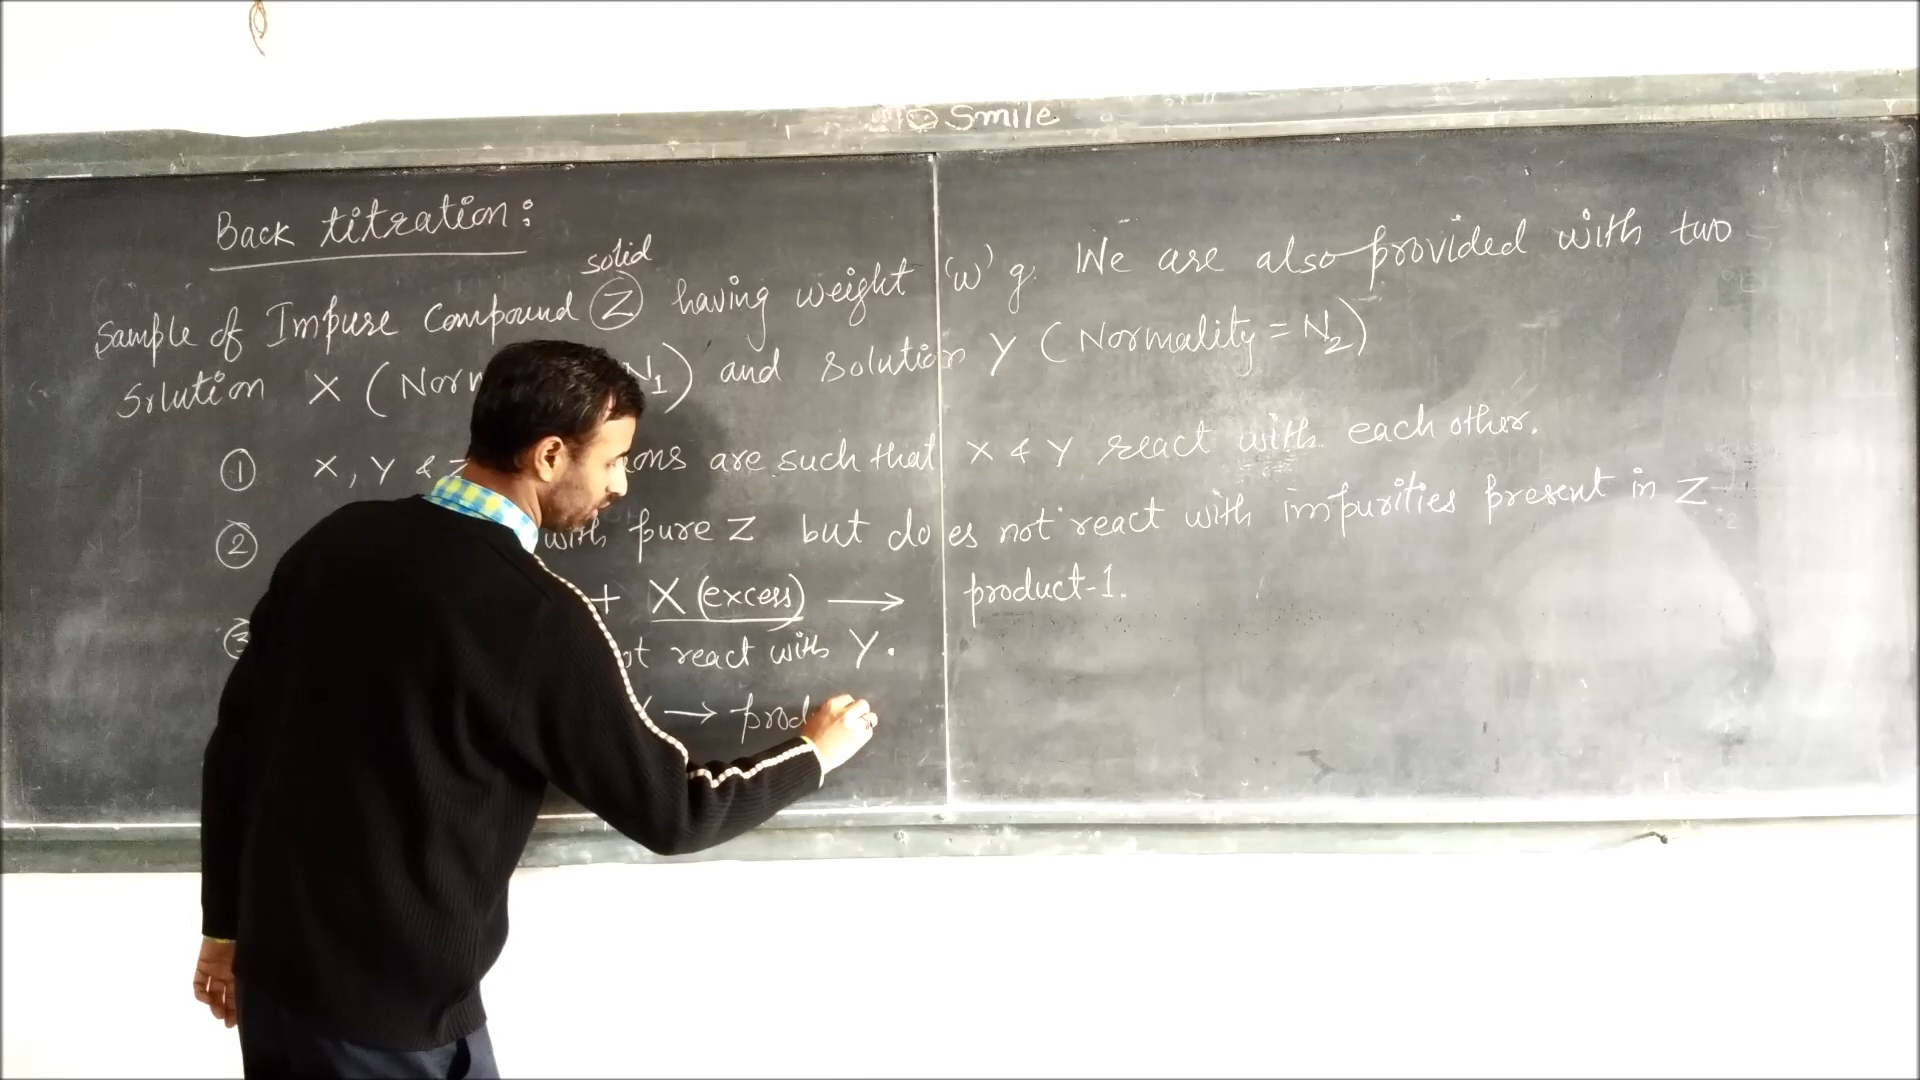 Smile
Back titration:
solid
Sample of Impure Compound Z having weight 'w' g. We are also provided with two
Solution X (Nor N₁) and solution Y (Normality = N₂)
① X, Y & Z ons are such that X & Y react with each other.
② with pure Z but does not react with impurities present in Z.
③ + X (excess) → product-1.
ot react with Y.
Y → prod